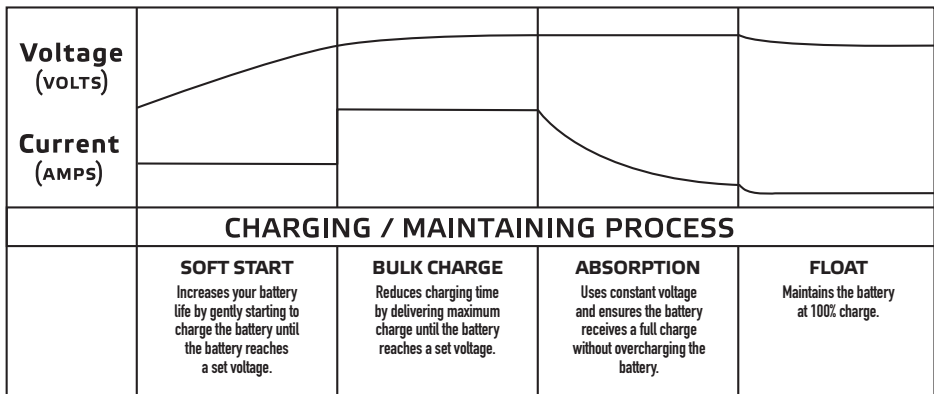 Voltage
(VOLTS)
Current
(AMPS)
CHARGING / MAINTAINING PROCESS
SOFT START
Increases your battery
life by gently starting to
charge the battery until
the battery reaches
a set voltage.
BULK CHARGE
Reduces charging time
by delivering maximum
charge until the battery
reaches a set voltage.
ABSORPTION
Uses constant voltage
and ensures the battery
receives a full charge
without overcharging the
battery.
FLOAT
Maintains the battery
at 100% charge.